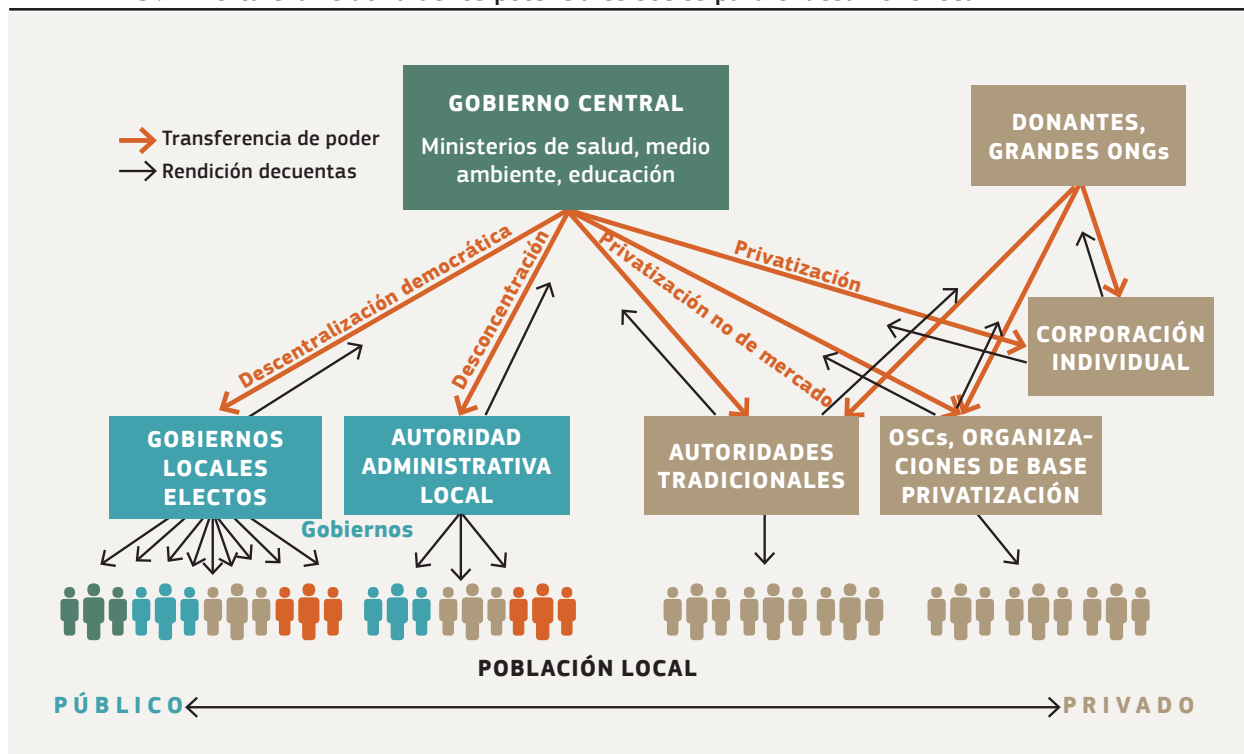 GOBIERNO CENTRAL
Ministerios de salud, medio
ambiente, educación
DONANTES,
GRANDES ONGs
Transferencia de poder
Rendición decuentas
Descentralización democrática
Desconcentración
Privatización no de mercado
Privatización
CORPORACIÓN
INDIVIDUAL
GOBIERNOS
LOCALES
ELECTOS
AUTORIDAD
ADMINISTRATIVA
LOCAL
AUTORIDADES
TRADICIONALES
OSCs, ORGANIZA-
CIONES DE BASE
PRIVATIZACIÓN
Gobiernos
POBLACIÓN LOCAL
PÚBLICO
PRIVADO